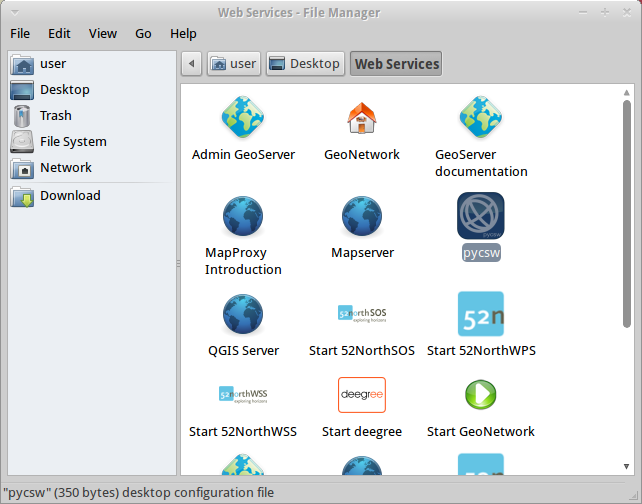 Web Services - File Manager
File Edit View Go Help
user
Desktop
Trash
File System
Network
Download
user Desktop Web Services
Admin GeoServer
GeoNetwork
GeoServer
documentation
MapProxy
Introduction
Mapserver
pycsw
pycsw
QGIS Server
52northSOS
exploring horizons
Start 52NorthSOS
52n
Start 52NorthWPS
52northWSS
exploring horizons
Start 52NorthWSS
deegree
Start deegree
Start GeoNetwork
"pycsw" (350 bytes) desktop configuration file